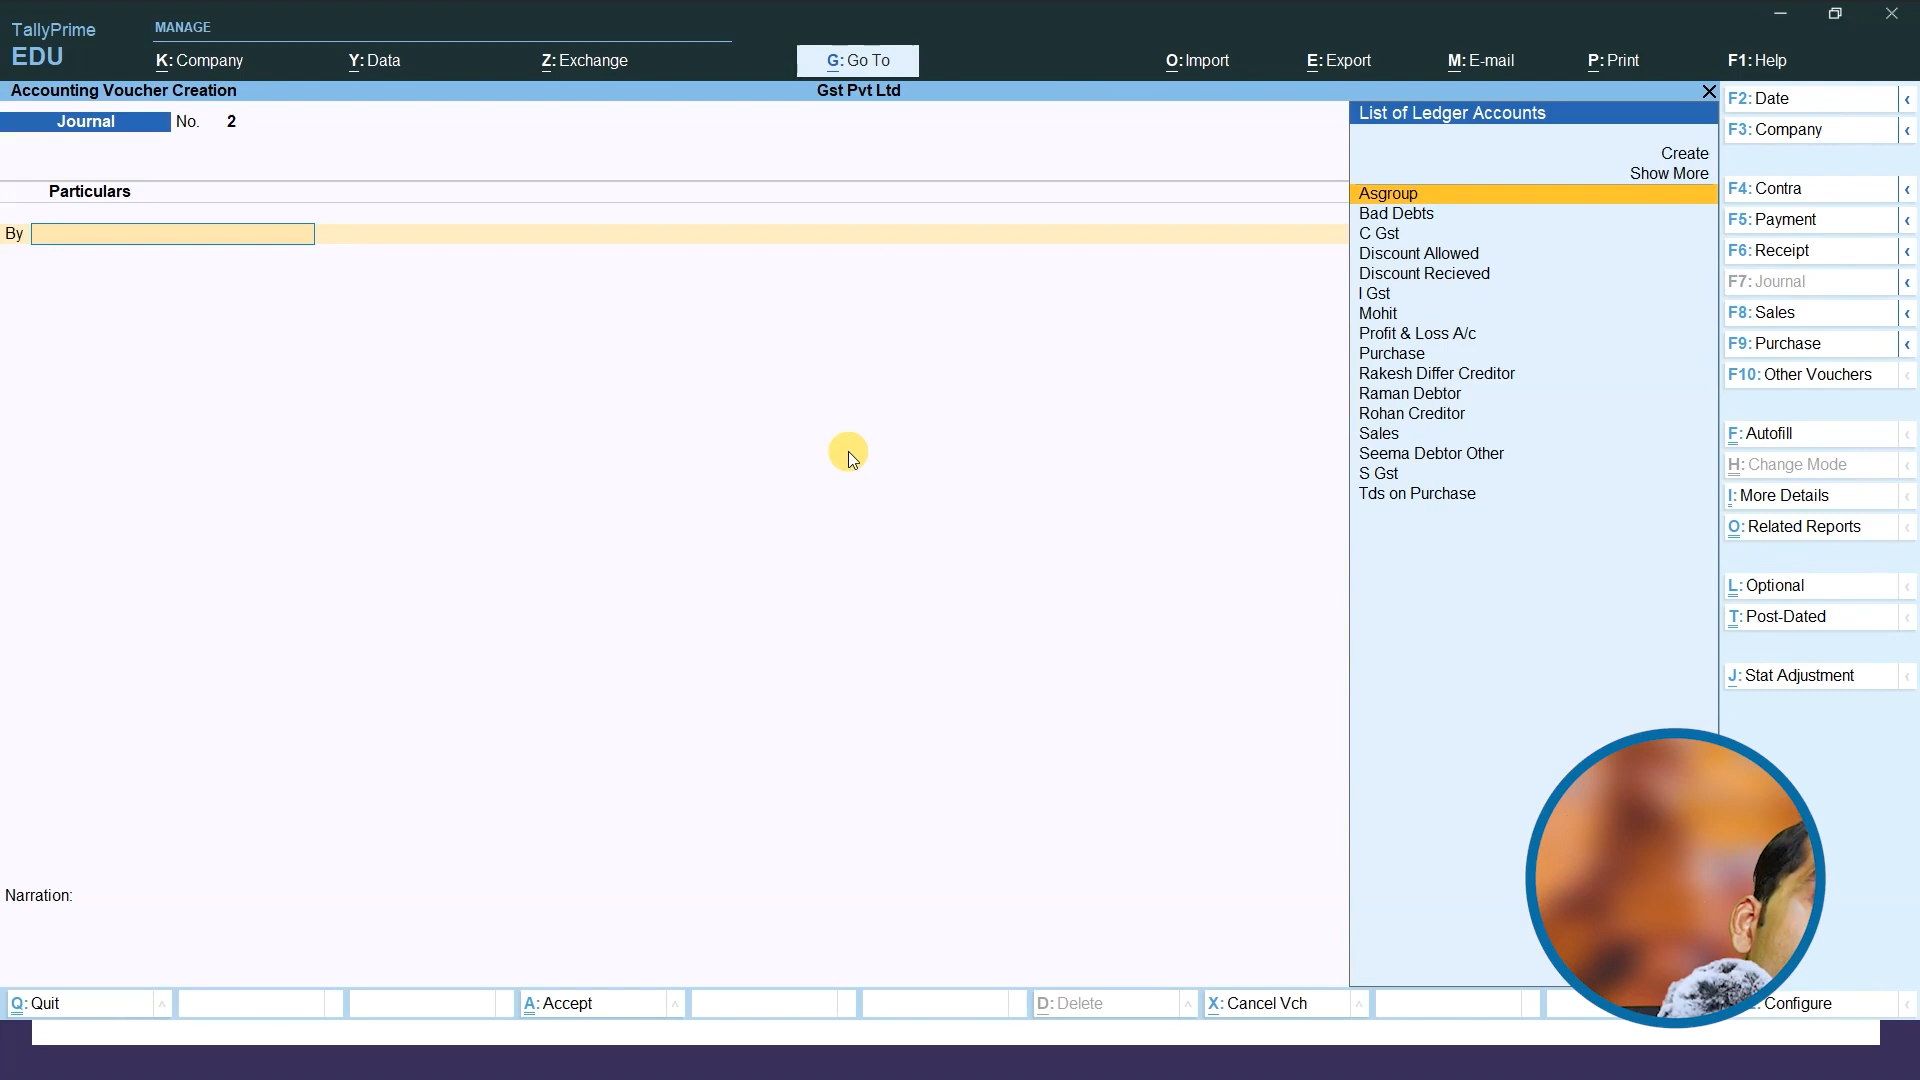 TallyPrime
EDU
MANAGE
K: Company
Y: Data
Z: Exchange
G: Go To
O: Import
E: Export
M: E-mail
P: Print
F1: Help
Accounting Voucher Creation
Gst Pvt Ltd
Journal No. 2
Particulars
By
Narration:
List of Ledger Accounts
Create
Show More
Asgroup
Bad Debts
C Gst
Discount Allowed
Discount Recieved
I Gst
Mohit
Profit & Loss A/c
Purchase
Rakesh Differ Creditor
Raman Debtor
Rohan Creditor
Sales
Seema Debtor Other
S Gst
Tds on Purchase
F2: Date
F3: Company
F4: Contra
F5: Payment
F6: Receipt
F7: Journal
F8: Sales
F9: Purchase
F10: Other Vouchers
F: Autofill
H: Change Mode
I: More Details
O: Related Reports
L: Optional
T: Post-Dated
J: Stat Adjustment
Q: Quit
A: Accept
D: Delete
X: Cancel Vch
Configure